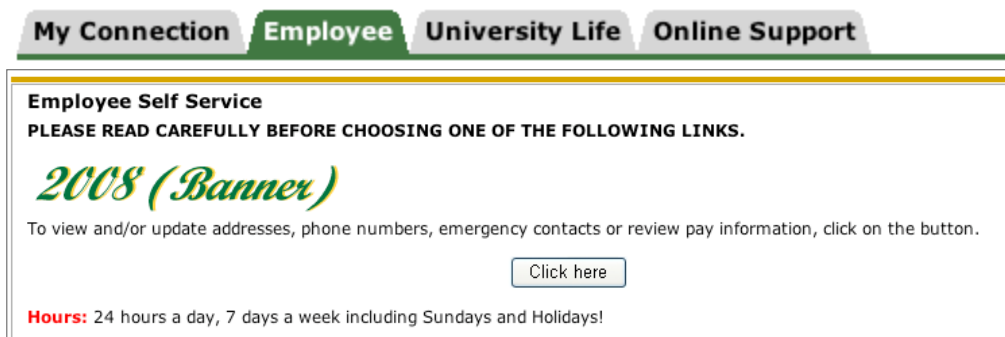 My Connection Employee University Life Online Support
Employee Self Service
PLEASE READ CAREFULLY BEFORE CHOOSING ONE OF THE FOLLOWING LINKS.
2008 (Banner)
To view and/or update addresses, phone numbers, emergency contacts or review pay information, click on the button.
Click here
Hours: 24 hours a day, 7 days a week including Sundays and Holidays!